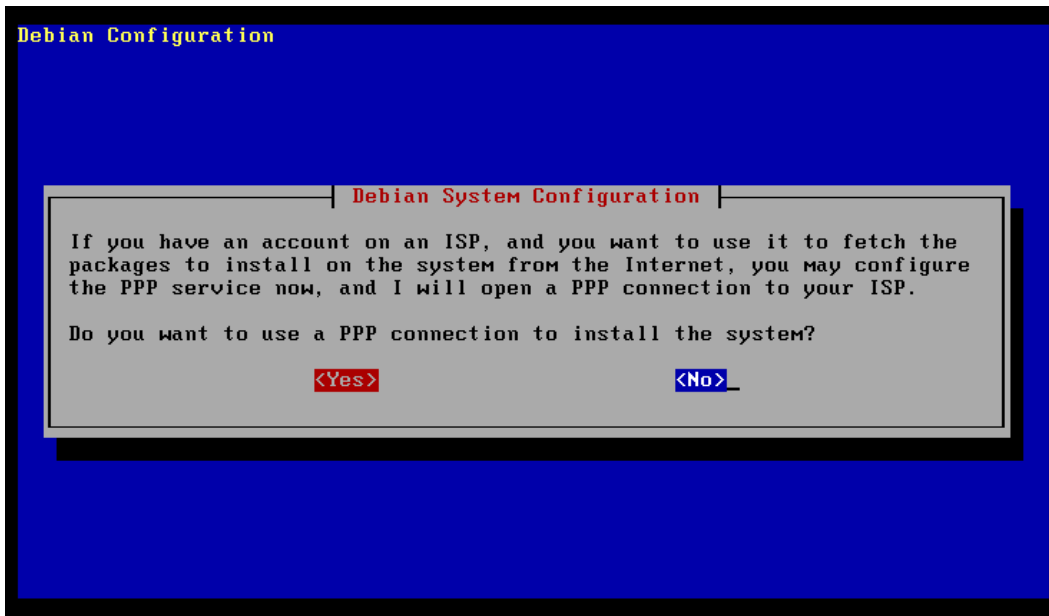 Debian Configuration
Debian System Configuration
If you have an account on an ISP, and you want to use it to fetch the
packages to install on the system from the Internet, you may configure
the PPP service now, and I will open a PPP connection to your ISP.
Do you want to use a PPP connection to install the system?
<Yes> <No>